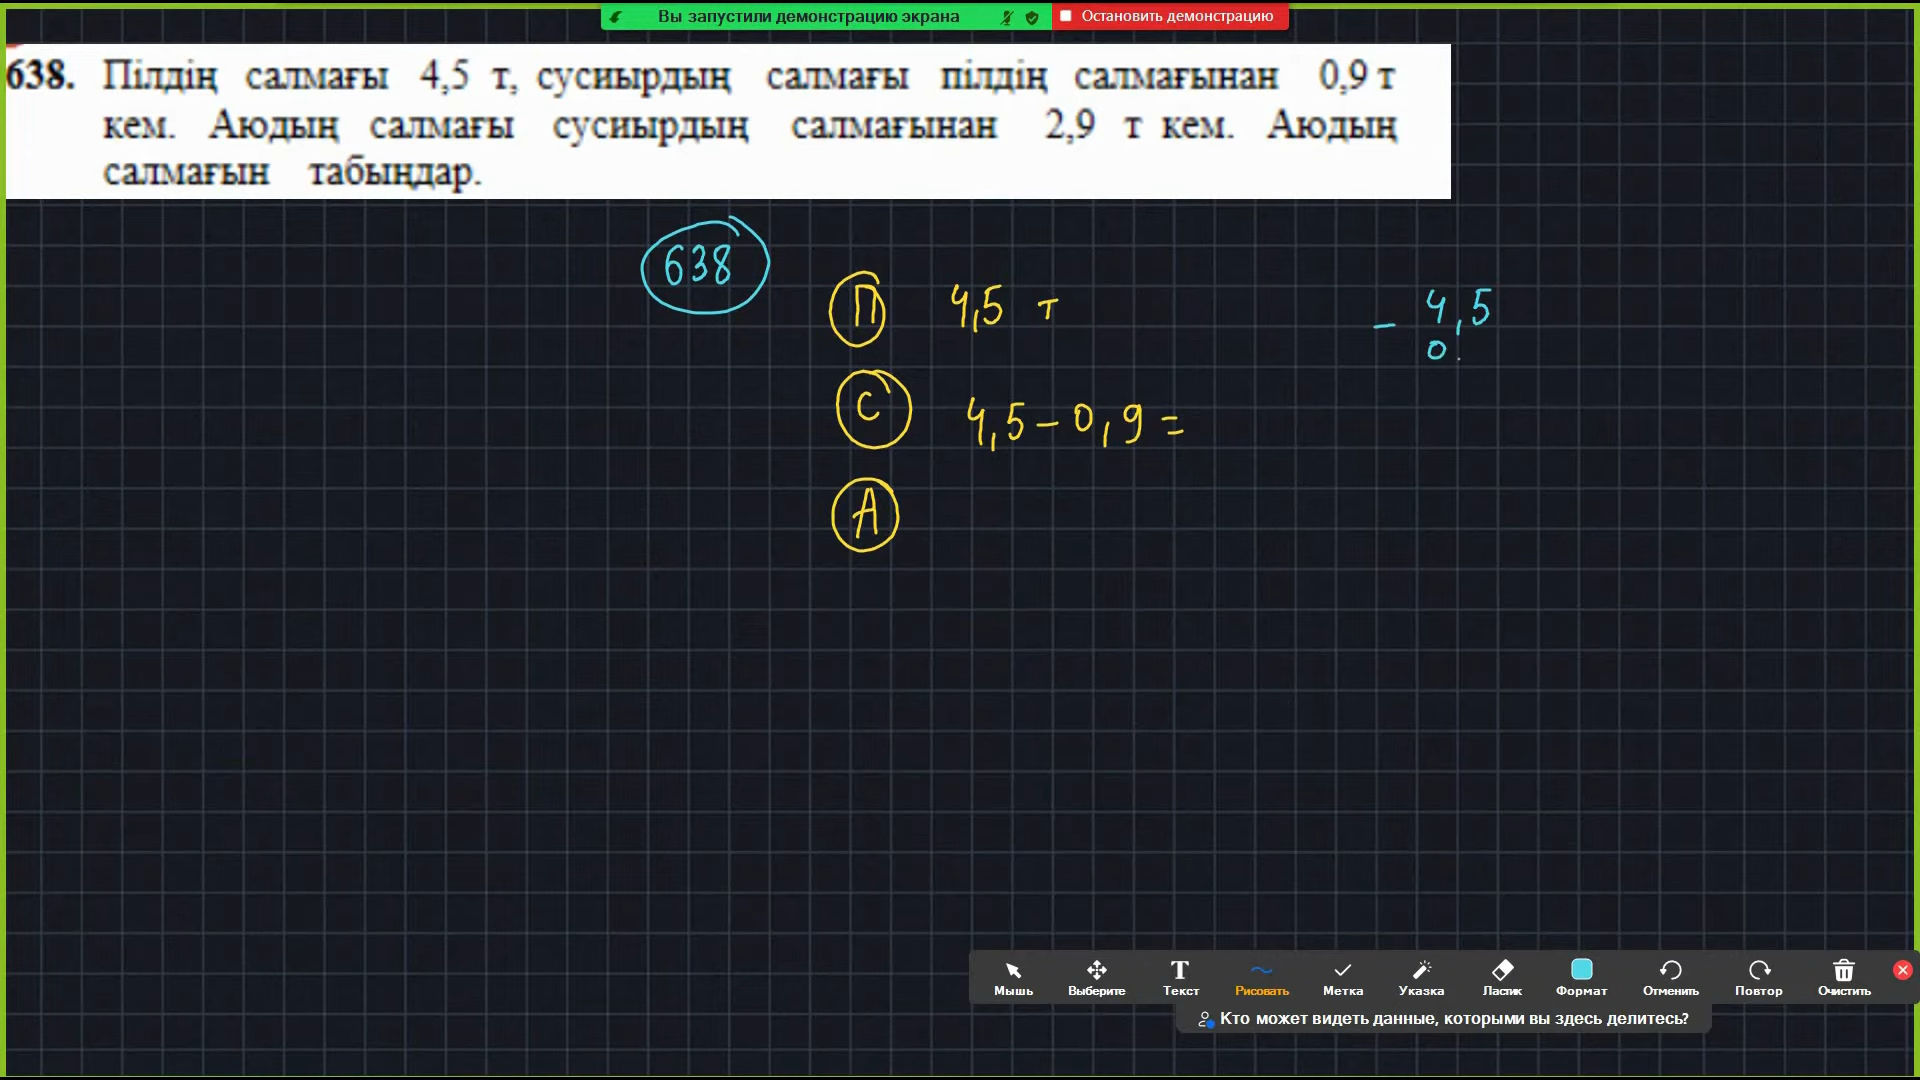 Вы запустили демонстрацию экрана Остановить демонстрацию
638. Пілдің салмағы 4,5 т, сусиырдың салмағы пілдің салмағынан 0,9 т
кем. Аюдың салмағы сусиырдың салмағынан 2,9 т кем. Аюдың
салмағын табыңдар.
638
П 4,5 т
- 4,5
0.
С 4,5 - 0,9 =
А
Мышь Выберите Текст Рисовать Метка Указка Ластик Формат Отменить Повтор Очистить
Кто может видеть данные, которыми вы здесь делитесь?